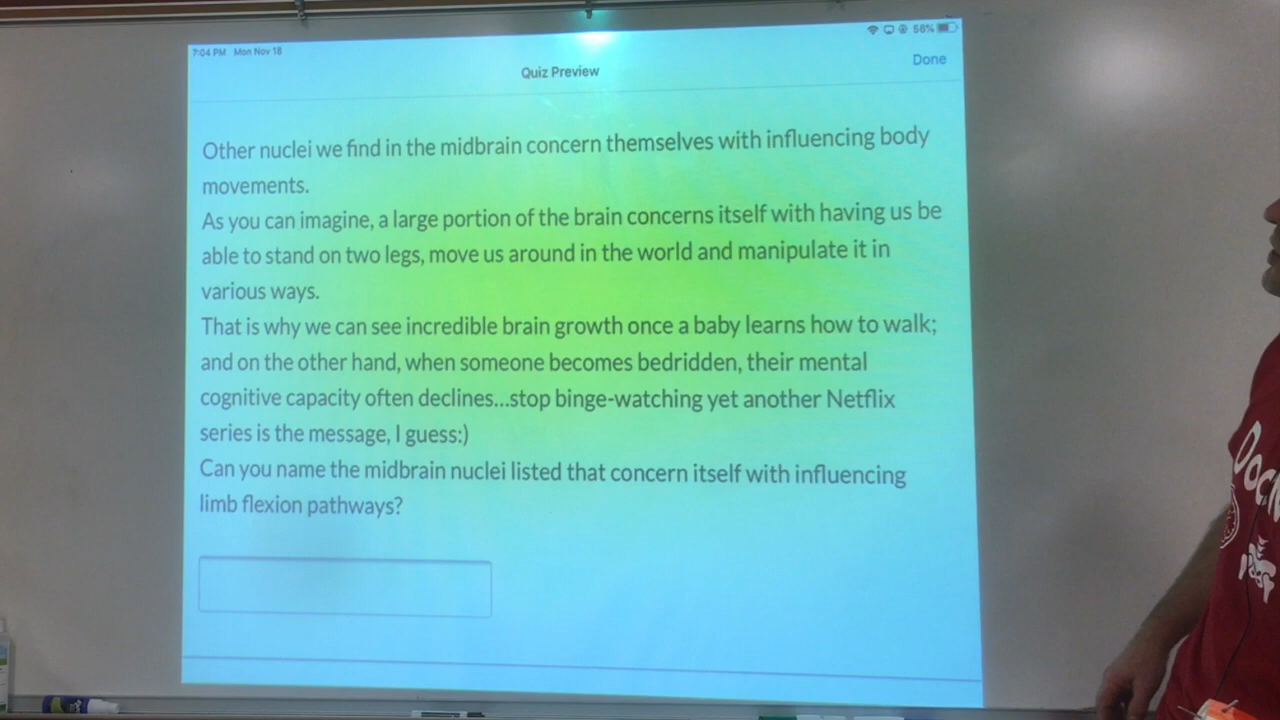 7:04 PM Mon Nov 18
56%
Quiz Preview
Done
Other nuclei we find in the midbrain concern themselves with influencing body
movements.
As you can imagine, a large portion of the brain concerns itself with having us be
able to stand on two legs, move us around in the world and manipulate it in
various ways.
That is why we can see incredible brain growth once a baby learns how to walk;
and on the other hand, when someone becomes bedridden, their mental
cognitive capacity often declines...stop binge-watching yet another Netflix
series is the message, I guess:)
Can you name the midbrain nuclei listed that concern itself with influencing
limb flexion pathways?